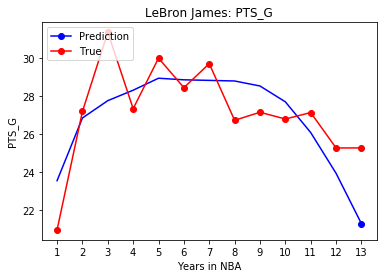 LeBron James: PTS_G
Prediction
True
PTS_G
30
28
26
24
22
1 2 3 4 5 6 7 8 9 10 11 12 13
Years in NBA